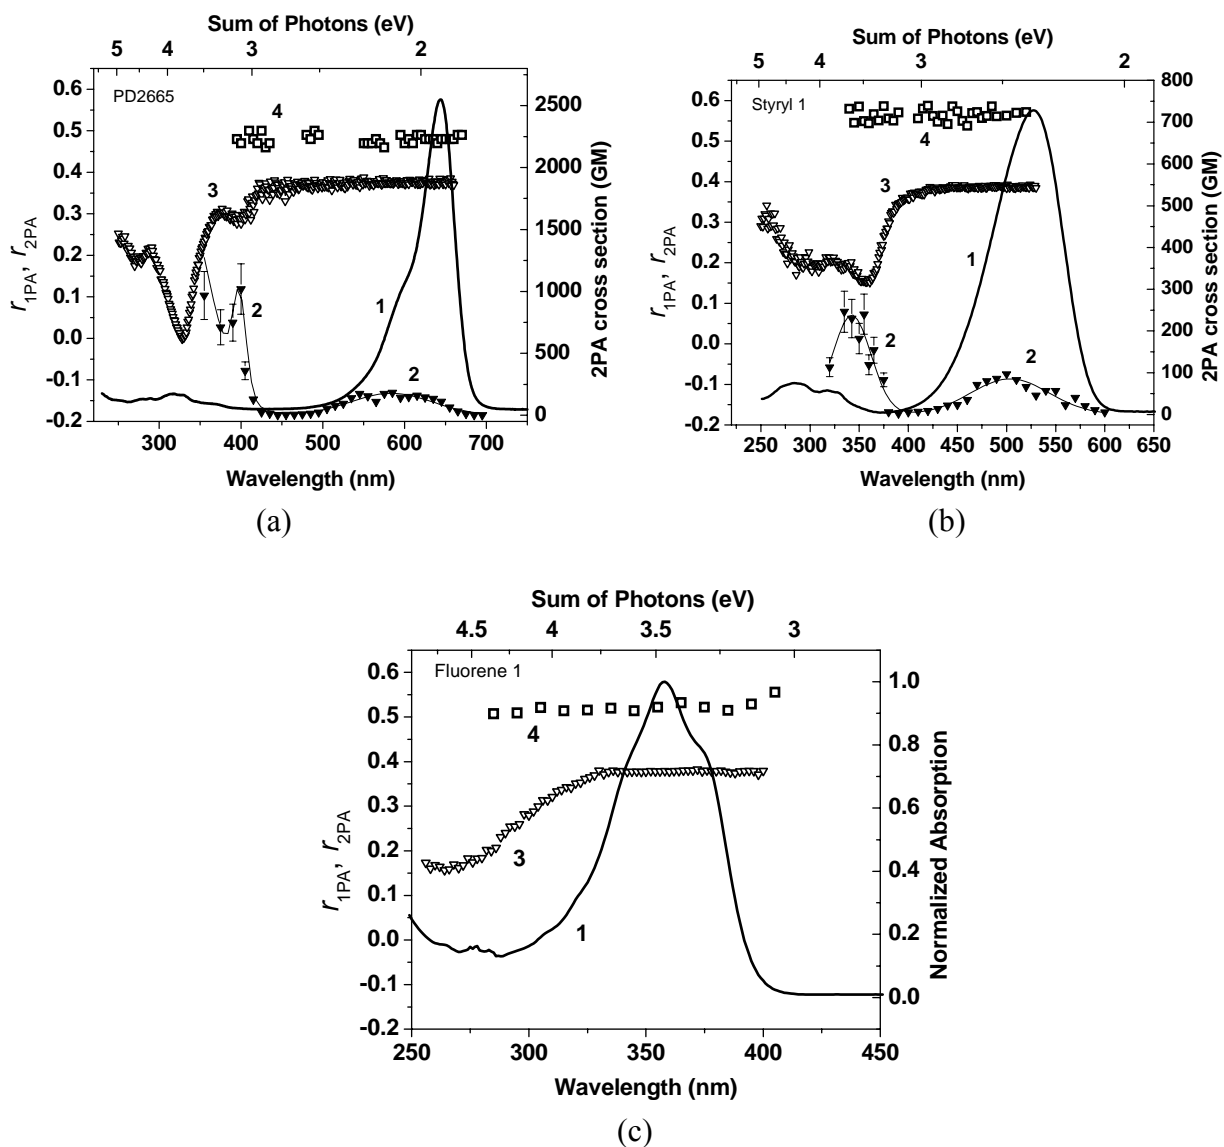 Sum of Photons (eV)
5 4 3 2
PD2665
0.6
0.5
0.4
0.3
0.2
0.1
0.0
-0.1
-0.2
r1PA, r2PA
2500
2000
1500
1000
500
0
2PA cross section (GM)
4
3
2
1
2
300 400 500 600 700
Wavelength (nm)
(a)
Sum of Photons (eV)
5 4 3 2
Styryl 1
0.6
0.5
0.4
0.3
0.2
0.1
0.0
-0.1
-0.2
r1PA, r2PA
800
700
600
500
400
300
200
100
0
2PA cross section (GM)
4
3
1
2
2
250 300 350 400 450 500 550 600 650
Wavelength (nm)
(b)
Sum of Photons (eV)
4.5 4 3.5 3
Fluorene 1
0.6
0.5
0.4
0.3
0.2
0.1
0.0
-0.1
-0.2
r1PA, r2PA
1.0
0.8
0.6
0.4
0.2
0.0
Normalized Absorption
4
3
1
250 300 350 400 450
Wavelength (nm)
(c)